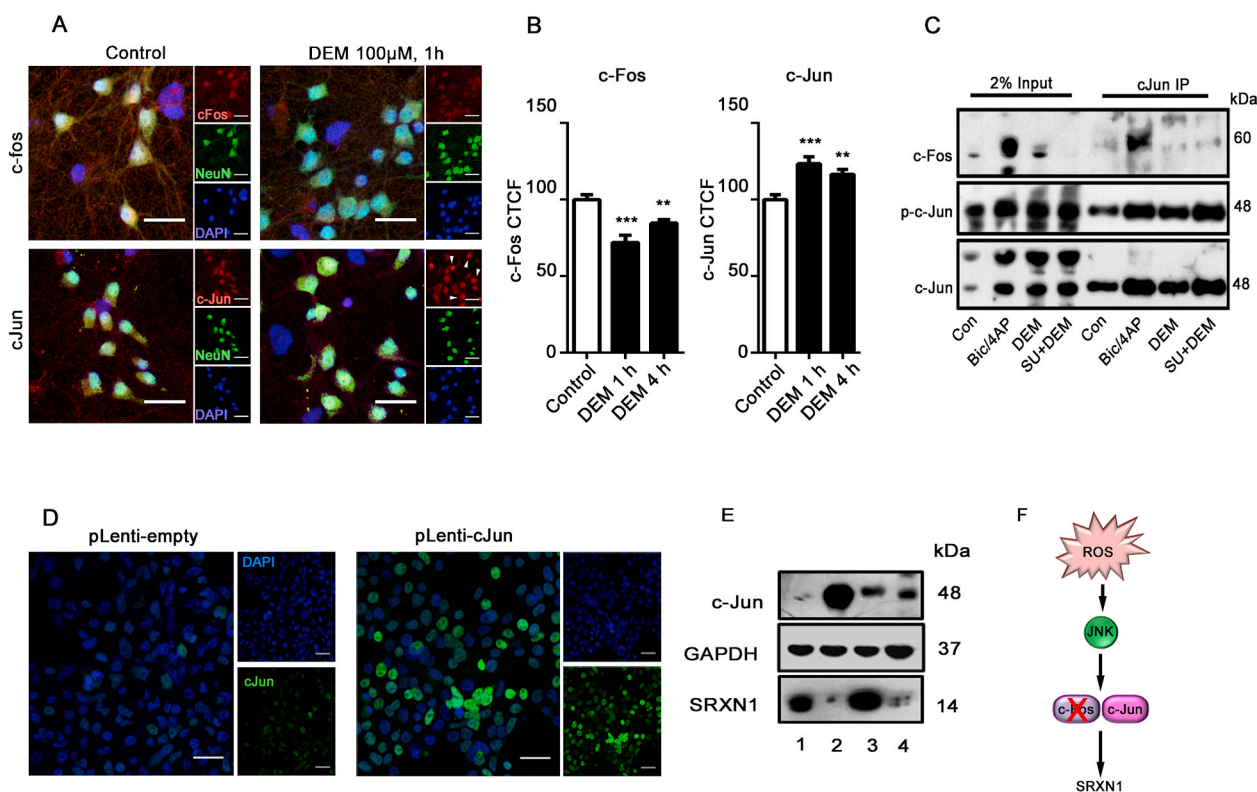 A
Control
DEM 100µM, 1h
c-fos
cFos
NeuN
DAPI
cJun
c-Jun
NeuN
DAPI
B
c-Fos
c-Fos CTCF
150
100
50
0
***
**
Control
DEM 1 h
DEM 4 h
c-Jun
c-Jun CTCF
150
100
50
0
***
**
Control
DEM 1 h
DEM 4 h
C
2% Input
cJun IP
kDa
c-Fos
60
p-c-Jun
48
c-Jun
48
Con
Bic/4AP
DEM
SU+DEM
Con
Bic/4AP
DEM
SU+DEM
D
pLenti-empty
pLenti-cJun
DAPI
cJun
E
kDa
c-Jun
48
GAPDH
37
SRXN1
14
1 2 3 4
F
ROS
JNK
c-Fos
c-Jun
SRXN1